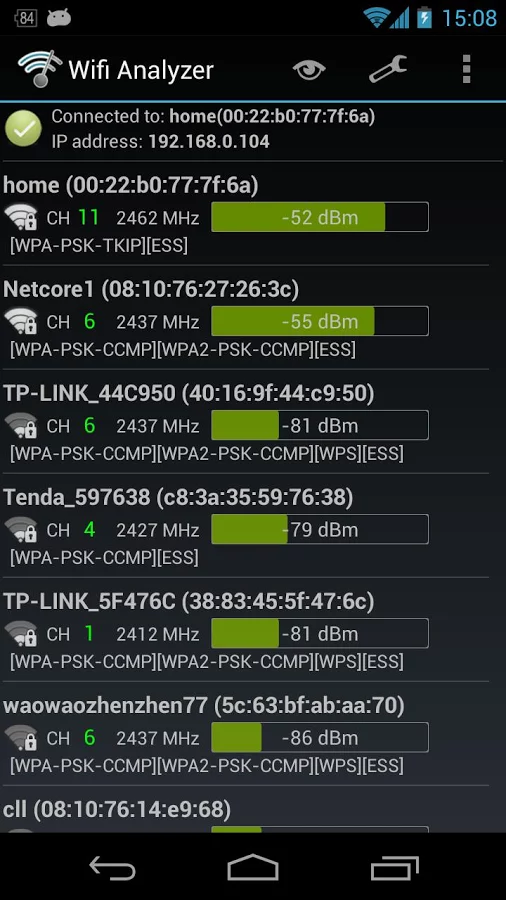 84
15:08
Wifi Analyzer
Connected to: home(00:22:b0:77:7f:6a)
IP address: 192.168.0.104
home (00:22:b0:77:7f:6a)
CH 11 2462 MHz -52 dBm
[WPA-PSK-TKIP][ESS]
Netcore1 (08:10:76:27:26:3c)
CH 6 2437 MHz -55 dBm
[WPA-PSK-CCMP][WPA2-PSK-CCMP][ESS]
TP-LINK_44C950 (40:16:9f:44:c9:50)
CH 6 2437 MHz -81 dBm
[WPA-PSK-CCMP][WPA2-PSK-CCMP][WPS][ESS]
Tenda_597638 (c8:3a:35:59:76:38)
CH 4 2427 MHz -79 dBm
[WPA-PSK-CCMP][ESS]
TP-LINK_5F476C (38:83:45:5f:47:6c)
CH 1 2412 MHz -81 dBm
[WPA-PSK-CCMP][WPA2-PSK-CCMP][WPS][ESS]
waowaozhenzhen77 (5c:63:bf:ab:aa:70)
CH 6 2437 MHz -86 dBm
[WPA-PSK-CCMP][WPA2-PSK-CCMP][WPS][ESS]
cll (08:10:76:14:e9:68)